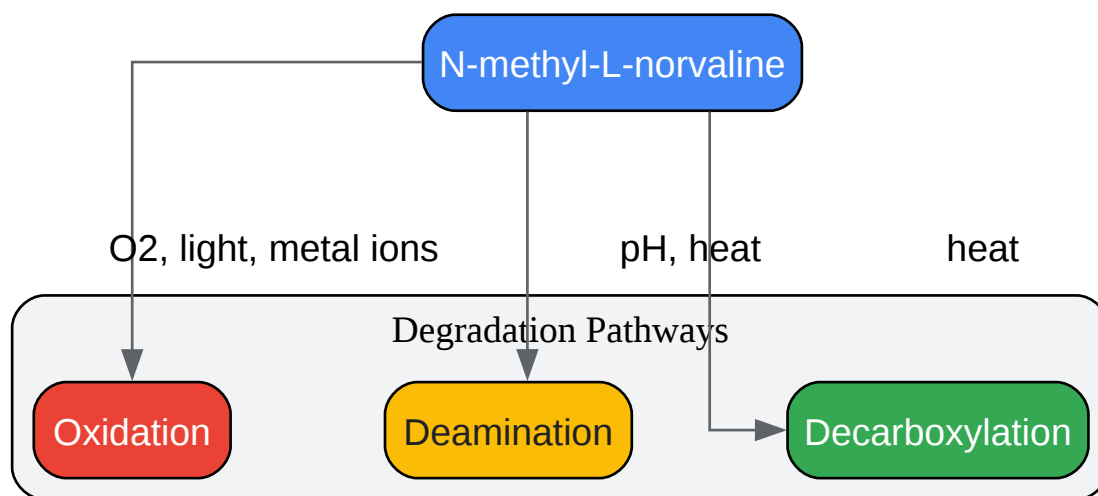 N-methyl-L-norvaline
O2, light, metal ions
pH, heat
heat
Degradation Pathways
Oxidation
Deamination
Decarboxylation